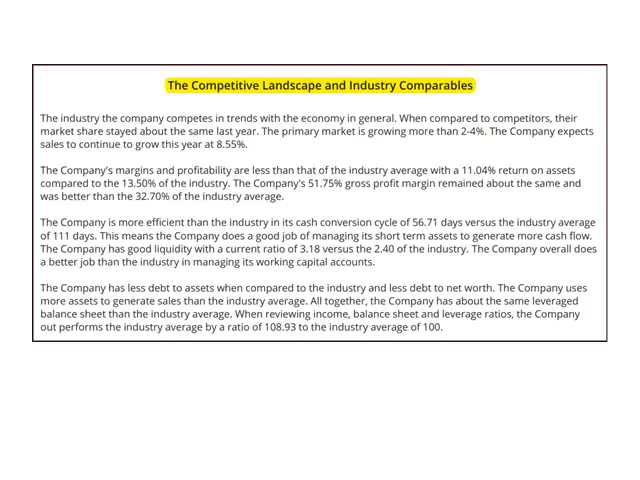 The Competitive Landscape and Industry Comparables
The industry the company competes in trends with the economy in general. When compared to competitors, their
market share stayed about the same last year. The primary market is growing more than 2-4%. The Company expects
sales to continue to grow this year at 8.55%.
The Company's margins and profitability are less than that of the industry average with a 11.04% return on assets
compared to the 13.50% of the industry. The Company's 51.75% gross profit margin remained about the same and
was better than the 32.70% of the industry average.
The Company is more efficient than the industry in its cash conversion cycle of 56.71 days versus the industry average
of 111 days. This means the Company does a good job of managing its short term assets to generate more cash flow.
The Company has good liquidity with a current ratio of 3.18 versus the 2.40 of the industry. The Company overall does
a better job than the industry in managing its working capital accounts.
The Company has less debt to assets when compared to the industry and less debt to net worth. The Company uses
more assets to generate sales than the industry average. All together, the Company has about the same leveraged
balance sheet than the industry average. When reviewing income, balance sheet and leverage ratios, the Company
out performs the industry average by a ratio of 108.93 to the industry average of 100.